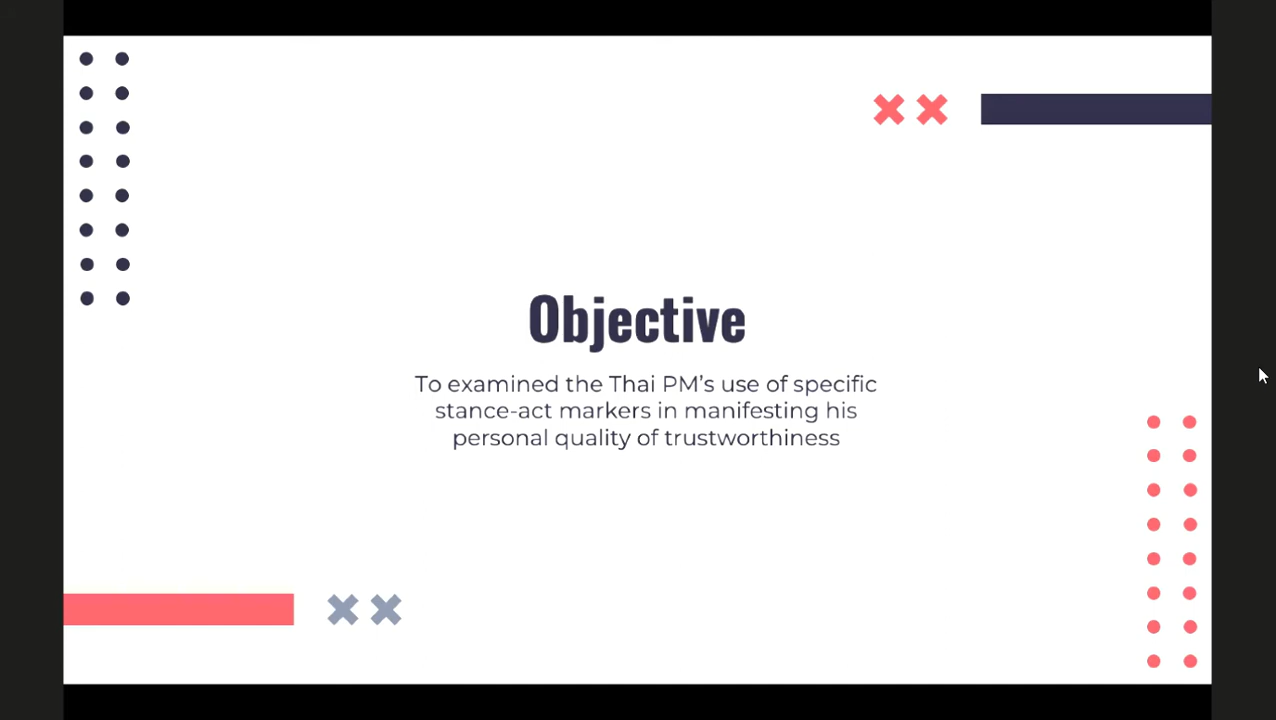 Objective
To examined the Thai PM's use of specific
stance-act markers in manifesting his
personal quality of trustworthiness